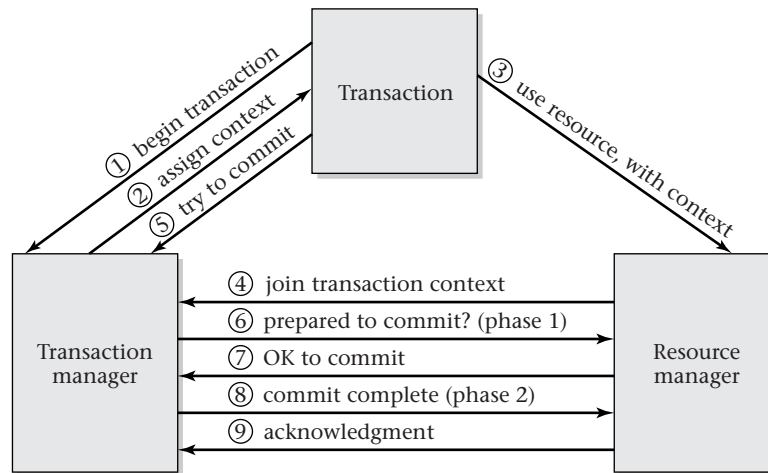 Transaction
① begin transaction
② assign context
⑤ try to commit
③ use resource, with context
Transaction
manager
④ join transaction context
⑥ prepared to commit? (phase 1)
⑦ OK to commit
⑧ commit complete (phase 2)
⑨ acknowledgment
Resource
manager